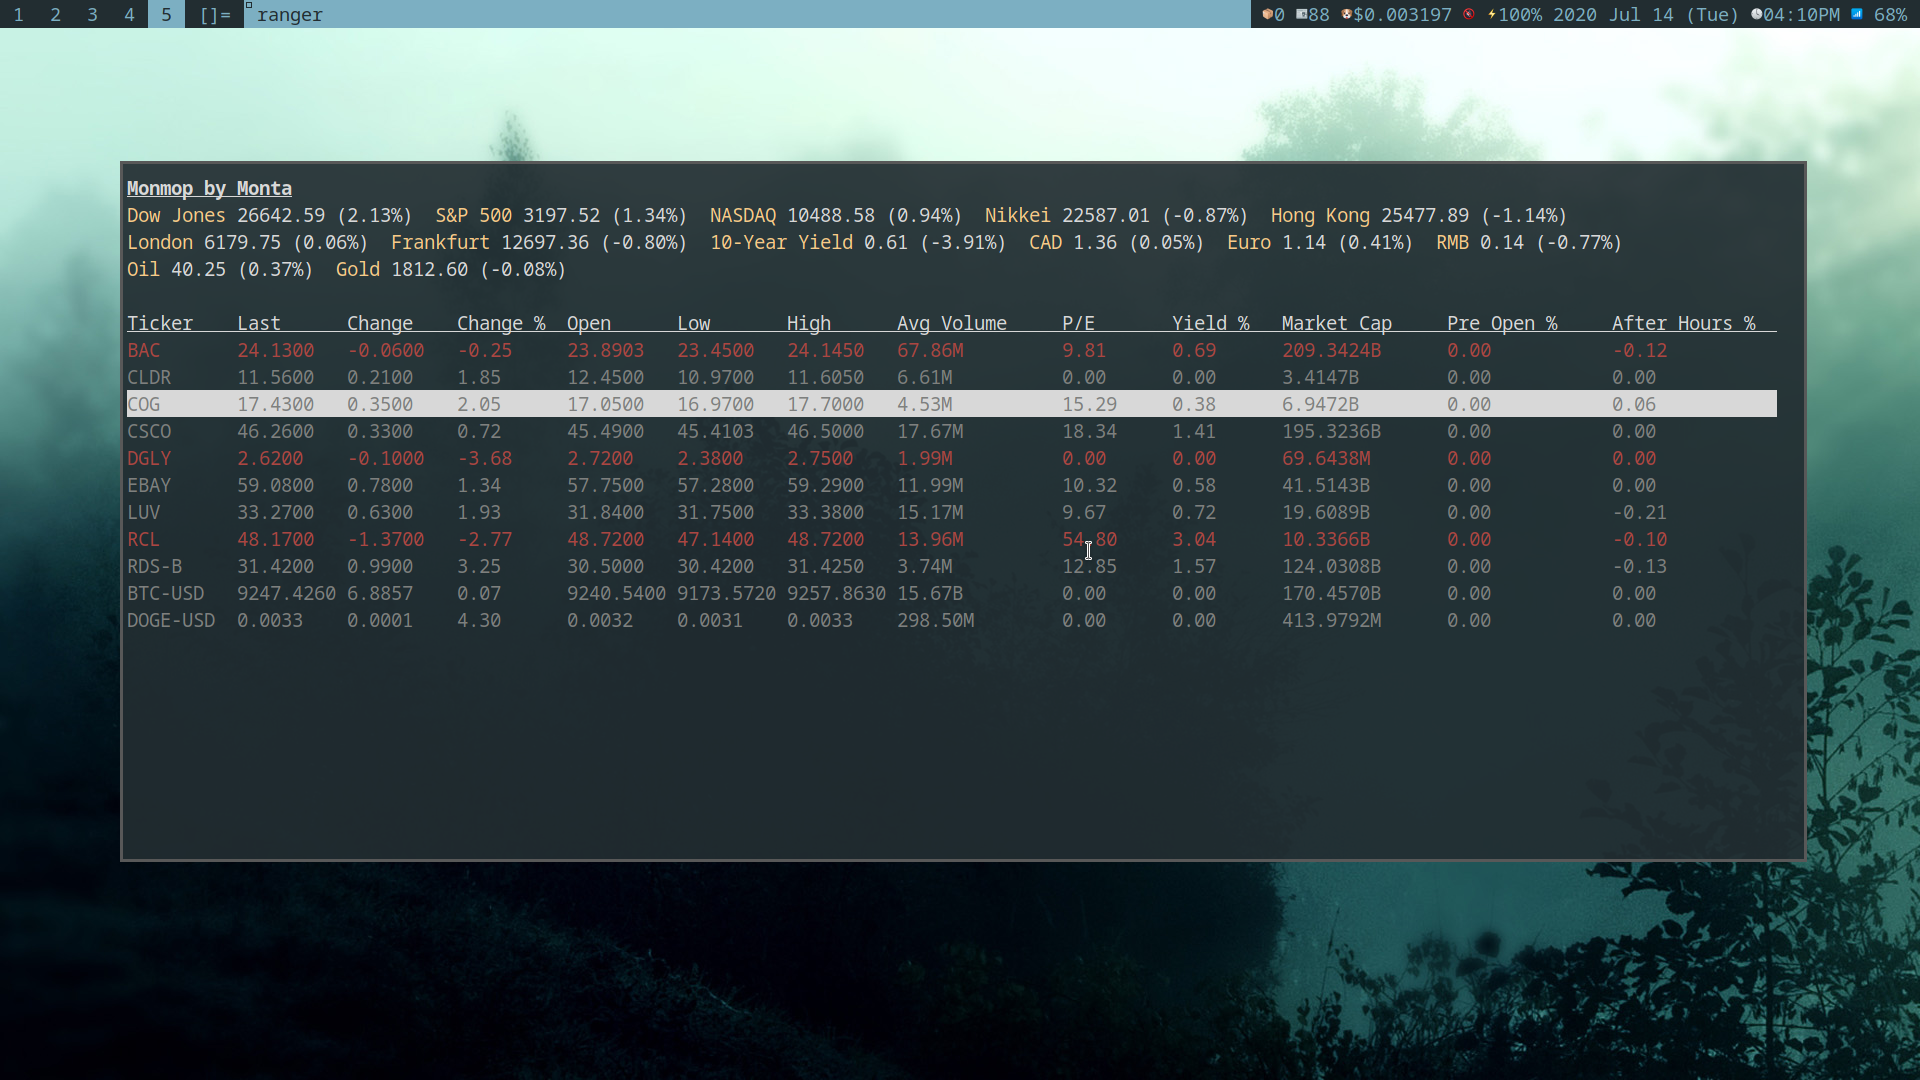 1 2 3 4 5 []= ranger 0 88 $0.003197 100% 2020 Jul 14 (Tue) 04:10PM 68%
Monmop by Monta
Dow Jones 26642.59 (2.13%) S&P 500 3197.52 (1.34%) NASDAQ 10488.58 (0.94%) Nikkei 22587.01 (-0.87%) Hong Kong 25477.89 (-1.14%)
London 6179.75 (0.06%) Frankfurt 12697.36 (-0.80%) 10-Year Yield 0.61 (-3.91%) CAD 1.36 (0.05%) Euro 1.14 (0.41%) RMB 0.14 (-0.77%)
Oil 40.25 (0.37%) Gold 1812.60 (-0.08%)
Ticker Last Change Change % Open Low High Avg Volume P/E Yield % Market Cap Pre Open % After Hours %
BAC 24.1300 -0.0600 -0.25 23.8903 23.4500 24.1450 67.86M 9.81 0.69 209.3424B 0.00 -0.12
CLDR 11.5600 0.2100 1.85 12.4500 10.9700 11.6050 6.61M 0.00 0.00 3.4147B 0.00 0.00
COG 17.4300 0.3500 2.05 17.0500 16.9700 17.7000 4.53M 15.29 0.38 6.9472B 0.00 0.06
CSCO 46.2600 0.3300 0.72 45.4900 45.4103 46.5000 17.67M 18.34 1.41 195.3236B 0.00 0.00
DGLY 2.6200 -0.1000 -3.68 2.7200 2.3800 2.7500 1.99M 0.00 0.00 69.6438M 0.00 0.00
EBAY 59.0800 0.7800 1.34 57.7500 57.2800 59.2900 11.99M 10.32 0.58 41.5143B 0.00 0.00
LUV 33.2700 0.6300 1.93 31.8400 31.7500 33.3800 15.17M 9.67 0.72 19.6089B 0.00 -0.21
RCL 48.1700 -1.3700 -2.77 48.7200 47.1400 48.7200 13.96M 54.80 3.04 10.3366B 0.00 -0.10
RDS-B 31.4200 0.9900 3.25 30.5000 30.4200 31.4250 3.74M 12.85 1.57 124.0308B 0.00 -0.13
BTC-USD 9247.4260 6.8857 0.07 9240.5400 9173.5720 9257.8630 15.67B 0.00 0.00 170.4570B 0.00 0.00
DOGE-USD 0.0033 0.0001 4.30 0.0032 0.0031 0.0033 298.50M 0.00 0.00 413.9792M 0.00 0.00